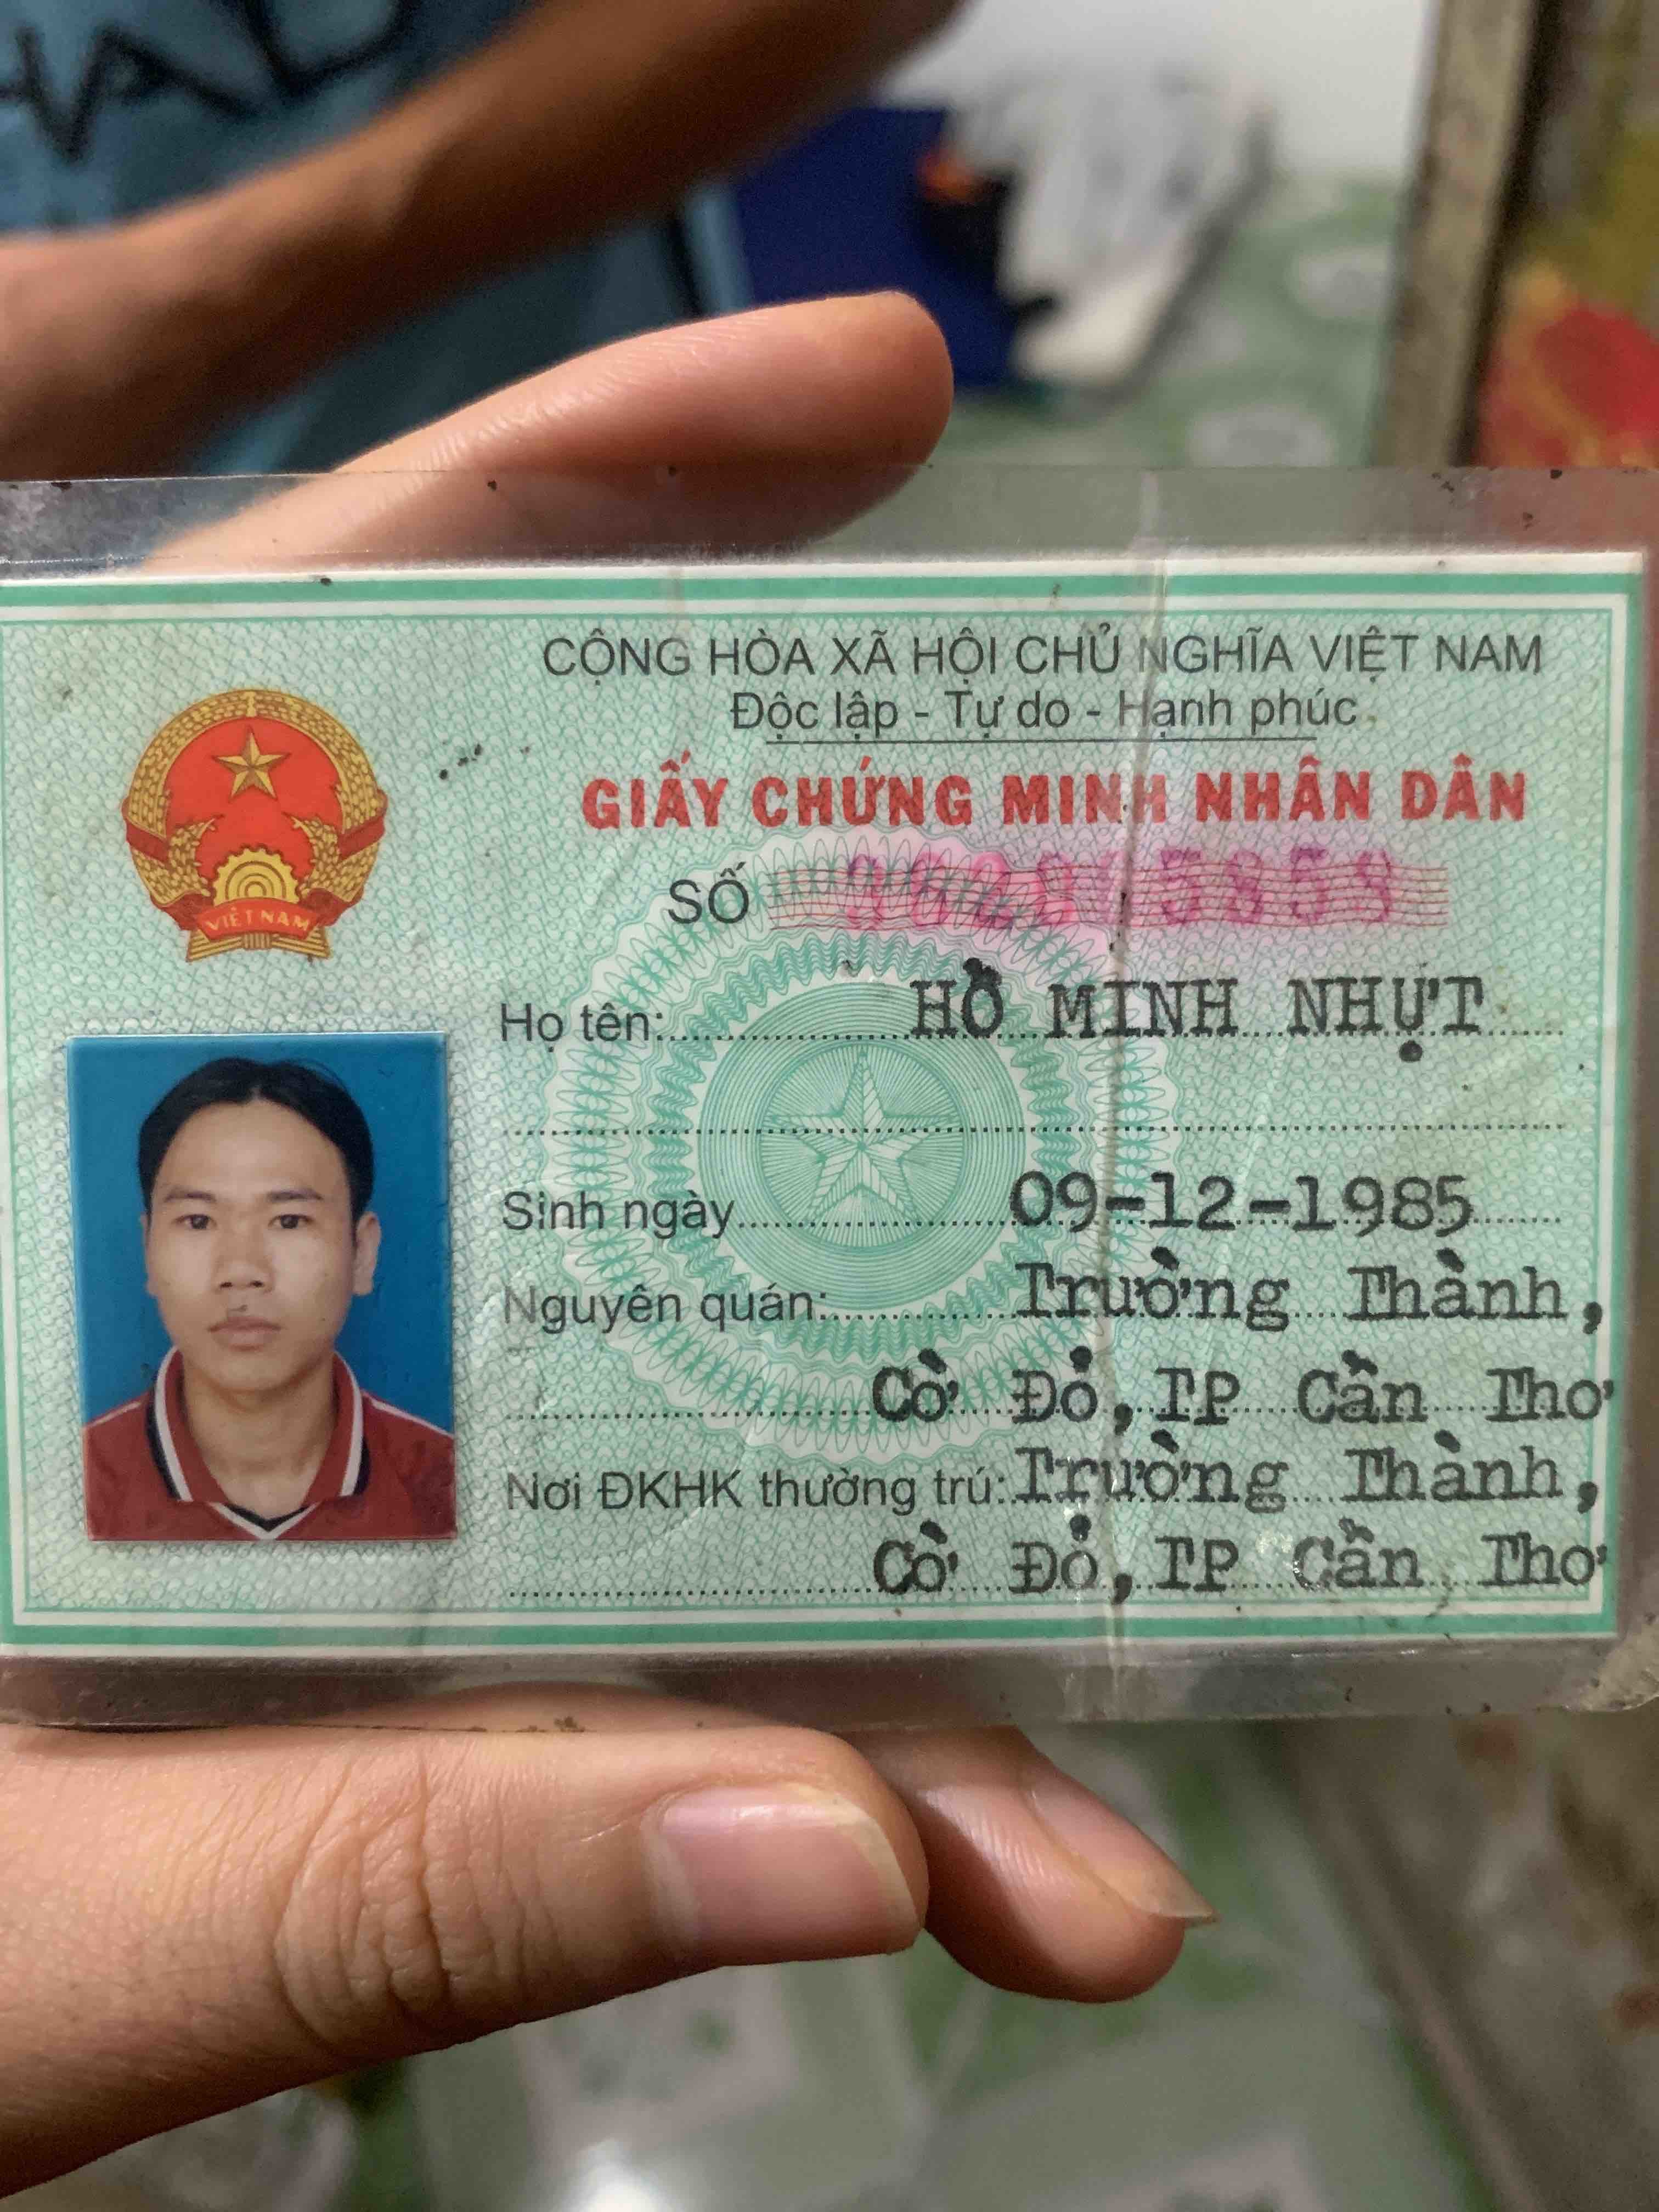 CỘNG HÒA XÃ HỘI CHỦ NGHĨA VIỆT NAM
Độc lập - Tự do - Hạnh phúc
GIẤY CHỨNG MINH NHÂN DÂN
SỐ
VIỆT NAM
Họ tên: HỒ MINH NHỰT
Sinh ngày 09-12-1985
Nguyên quán: Trường Thành,
Cờ Đỏ, TP Cần Thơ
Nơi ĐKHK thường trú: Trường Thành,
Cờ Đỏ, TP Cần Thơ